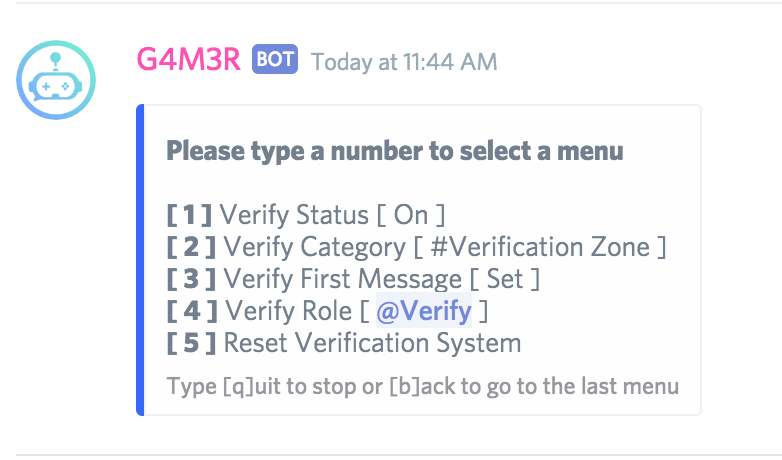 G4M3R BOT Today at 11:44 AM
Please type a number to select a menu
[ 1 ] Verify Status [ On ]
[ 2 ] Verify Category [ #Verification Zone ]
[ 3 ] Verify First Message [ Set ]
[ 4 ] Verify Role [ @Verify ]
[ 5 ] Reset Verification System
Type [q]uit to stop or [b]ack to go to the last menu